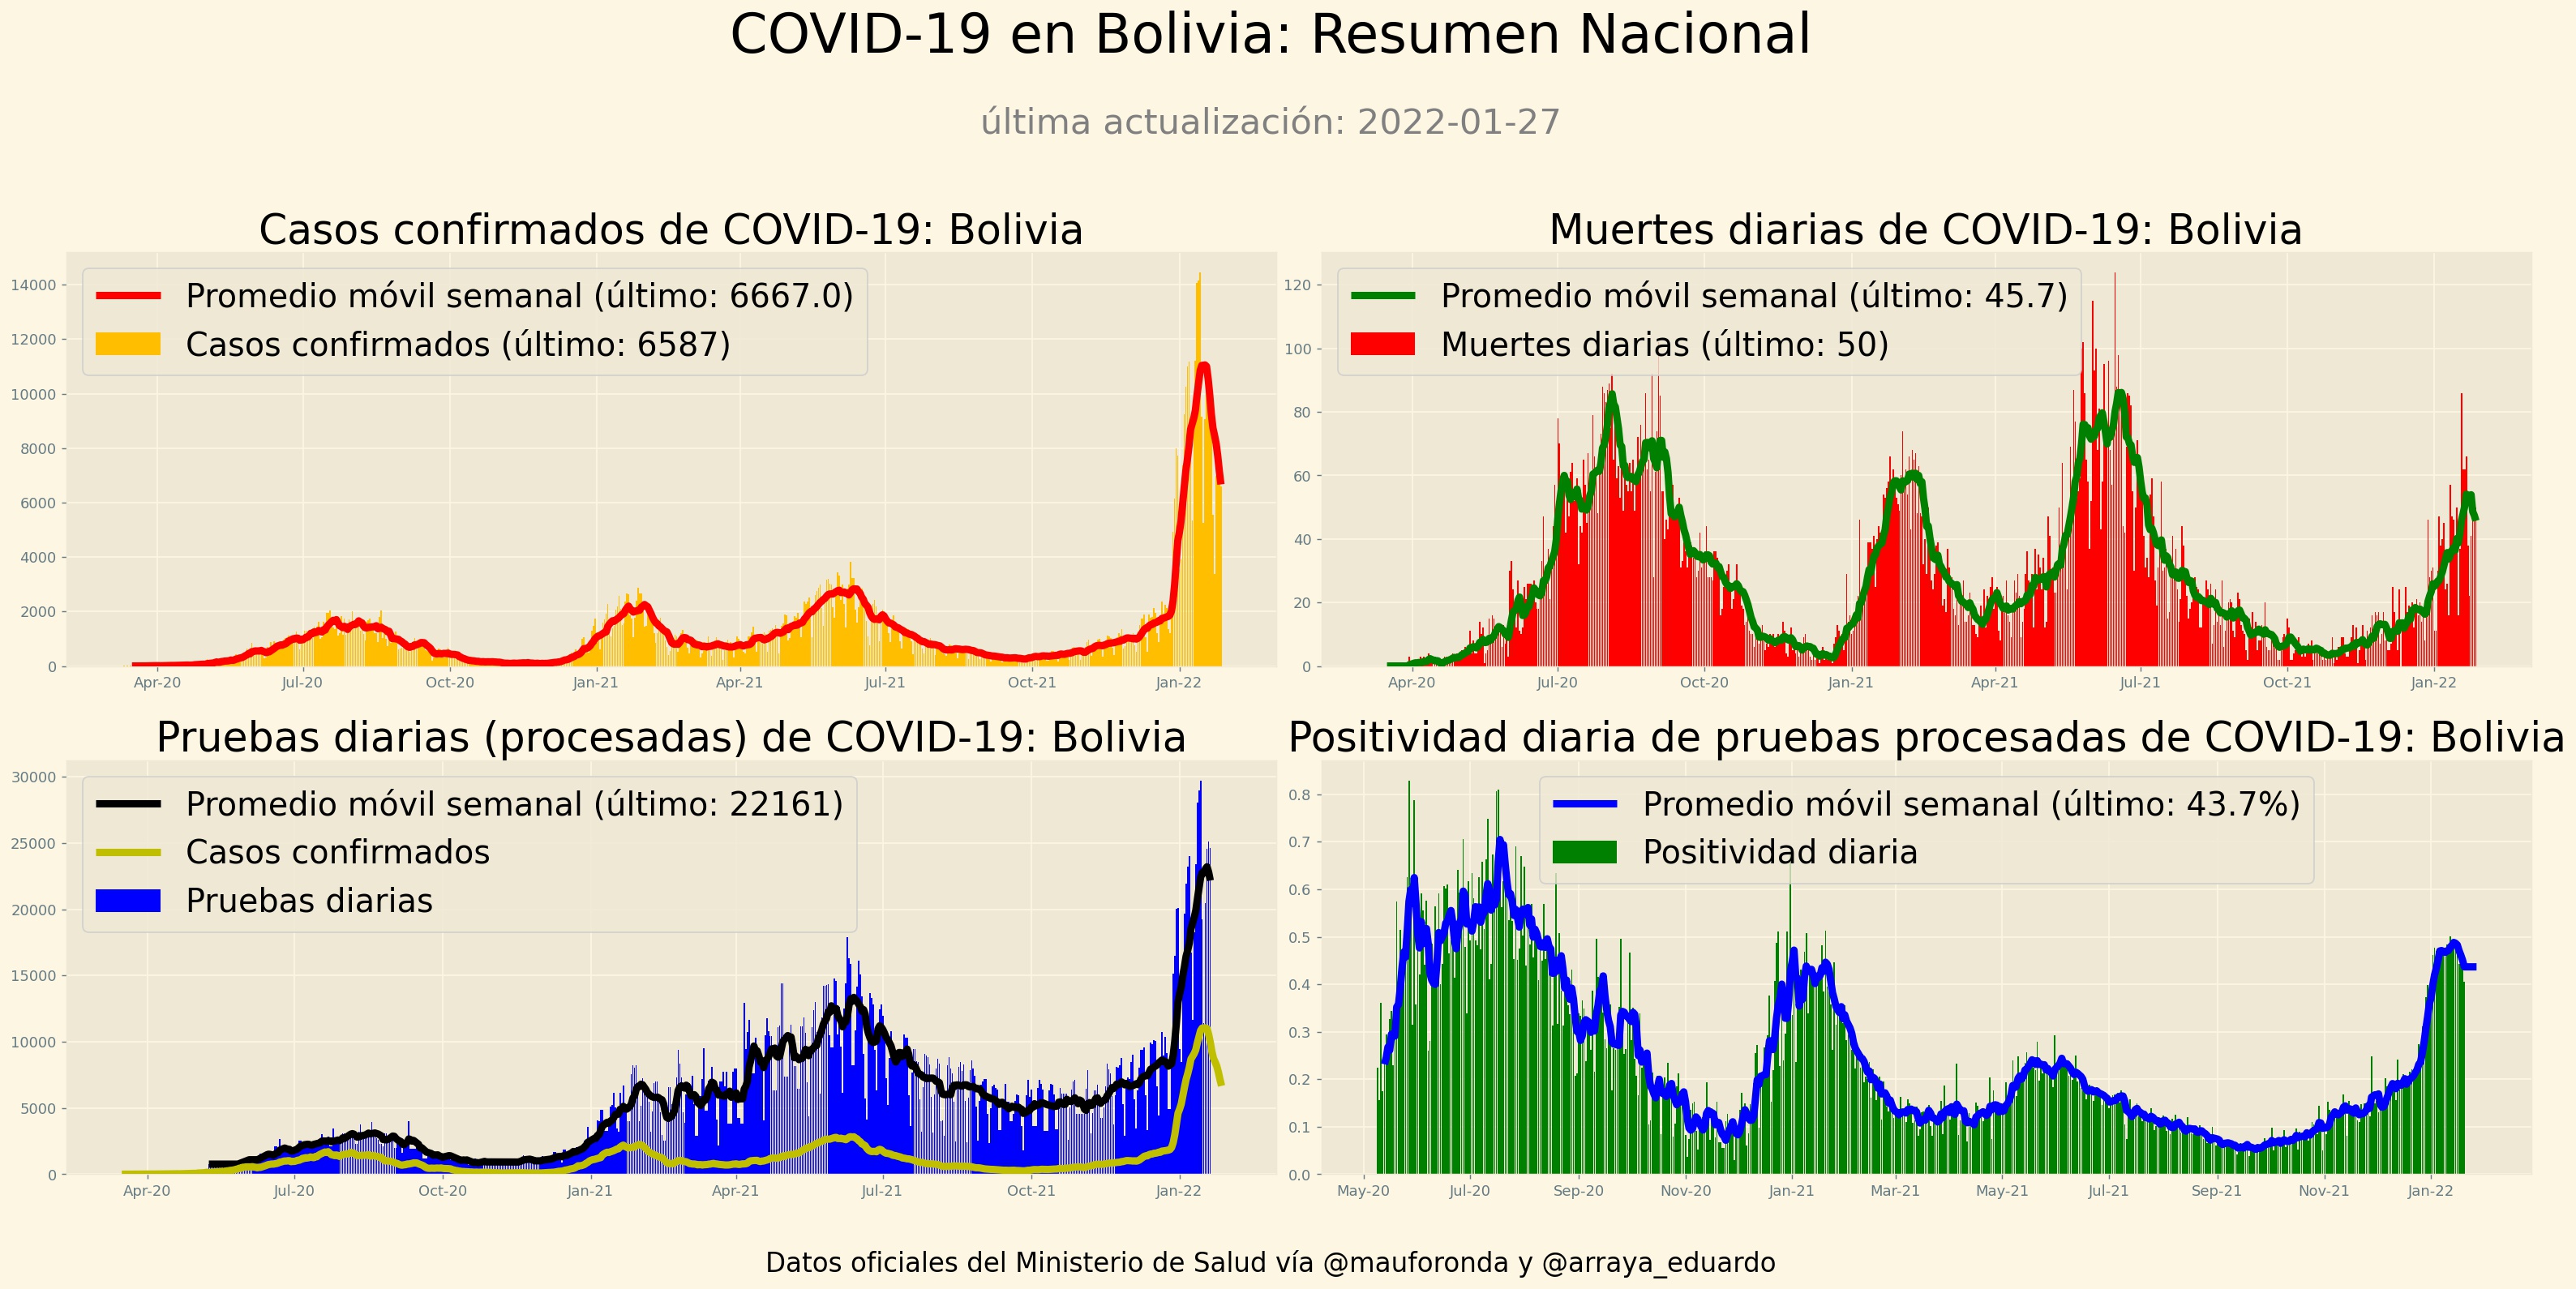 COVID-19 en Bolivia: Resumen Nacional
última actualización: 2022-01-27
Casos confirmados de COVID-19: Bolivia
Promedio móvil semanal (último: 6667.0)
Casos confirmados (último: 6587)
14000
12000
10000
8000
6000
4000
2000
0
Apr-20 Jul-20 Oct-20 Jan-21 Apr-21 Jul-21 Oct-21 Jan-22
Muertes diarias de COVID-19: Bolivia
Promedio móvil semanal (último: 45.7)
Muertes diarias (último: 50)
120
100
80
60
40
20
0
Apr-20 Jul-20 Oct-20 Jan-21 Apr-21 Jul-21 Oct-21 Jan-22
Pruebas diarias (procesadas) de COVID-19: Bolivia
Promedio móvil semanal (último: 22161)
Casos confirmados
Pruebas diarias
30000
25000
20000
15000
10000
5000
0
Apr-20 Jul-20 Oct-20 Jan-21 Apr-21 Jul-21 Oct-21 Jan-22
Positividad diaria de pruebas procesadas de COVID-19: Bolivia
Promedio móvil semanal (último: 43.7%)
Positividad diaria
0.8
0.7
0.6
0.5
0.4
0.3
0.2
0.1
0.0
May-20 Jul-20 Sep-20 Nov-20 Jan-21 Mar-21 May-21 Jul-21 Sep-21 Nov-21 Jan-22
Datos oficiales del Ministerio de Salud vía @mauforonda y @arraya_eduardo